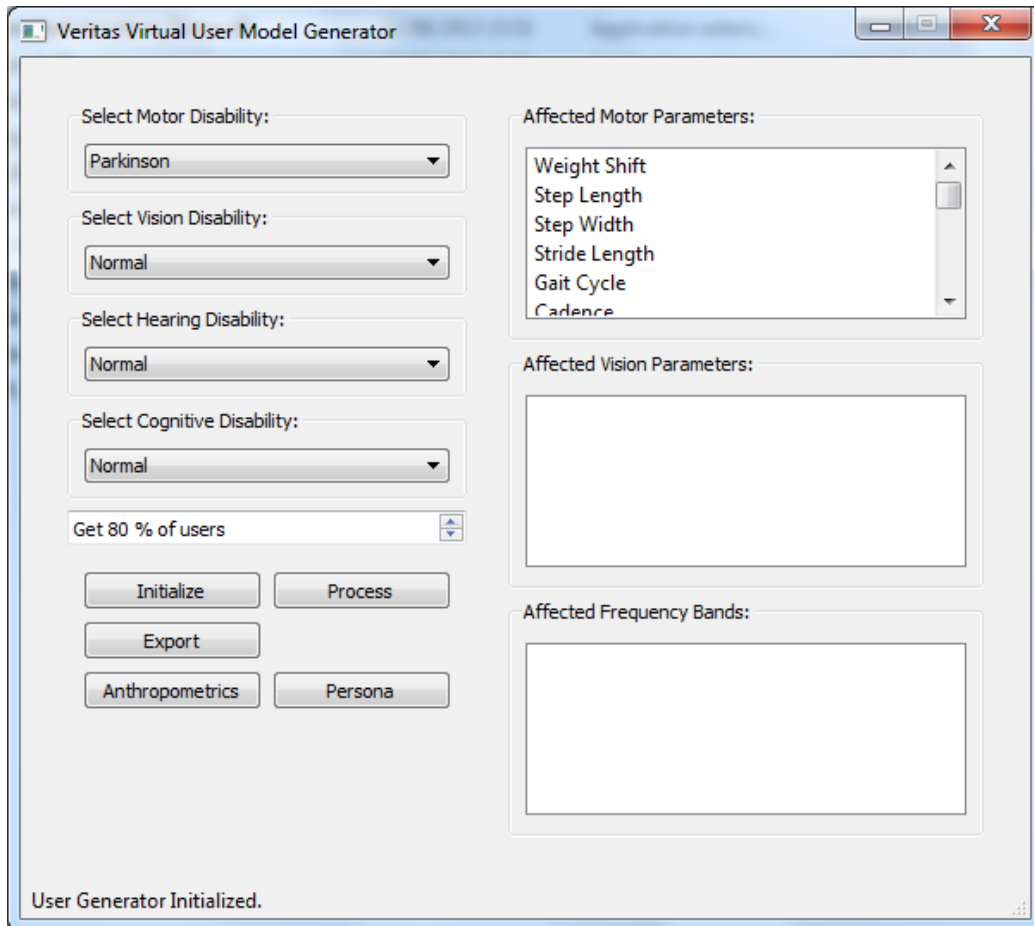 Veritas Virtual User Model Generator
Select Motor Disability:
Parkinson
Select Vision Disability:
Normal
Select Hearing Disability:
Normal
Select Cognitive Disability:
Normal
Get 80 % of users
Initialize
Process
Export
Anthropometrics
Persona
Affected Motor Parameters:
Weight Shift
Step Length
Step Width
Stride Length
Gait Cycle
Cadence
Affected Vision Parameters:
Affected Frequency Bands:
User Generator Initialized.